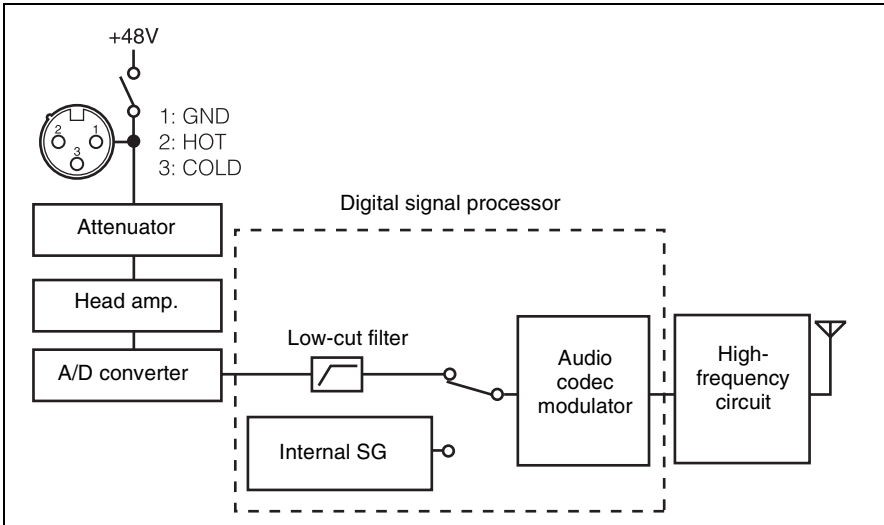 +48V
2
1
3
1: GND
2: HOT
3: COLD
Attenuator
Head amp.
A/D converter
Digital signal processor
Low-cut filter
Internal SG
Audio
codec
modulator
High-
frequency
circuit